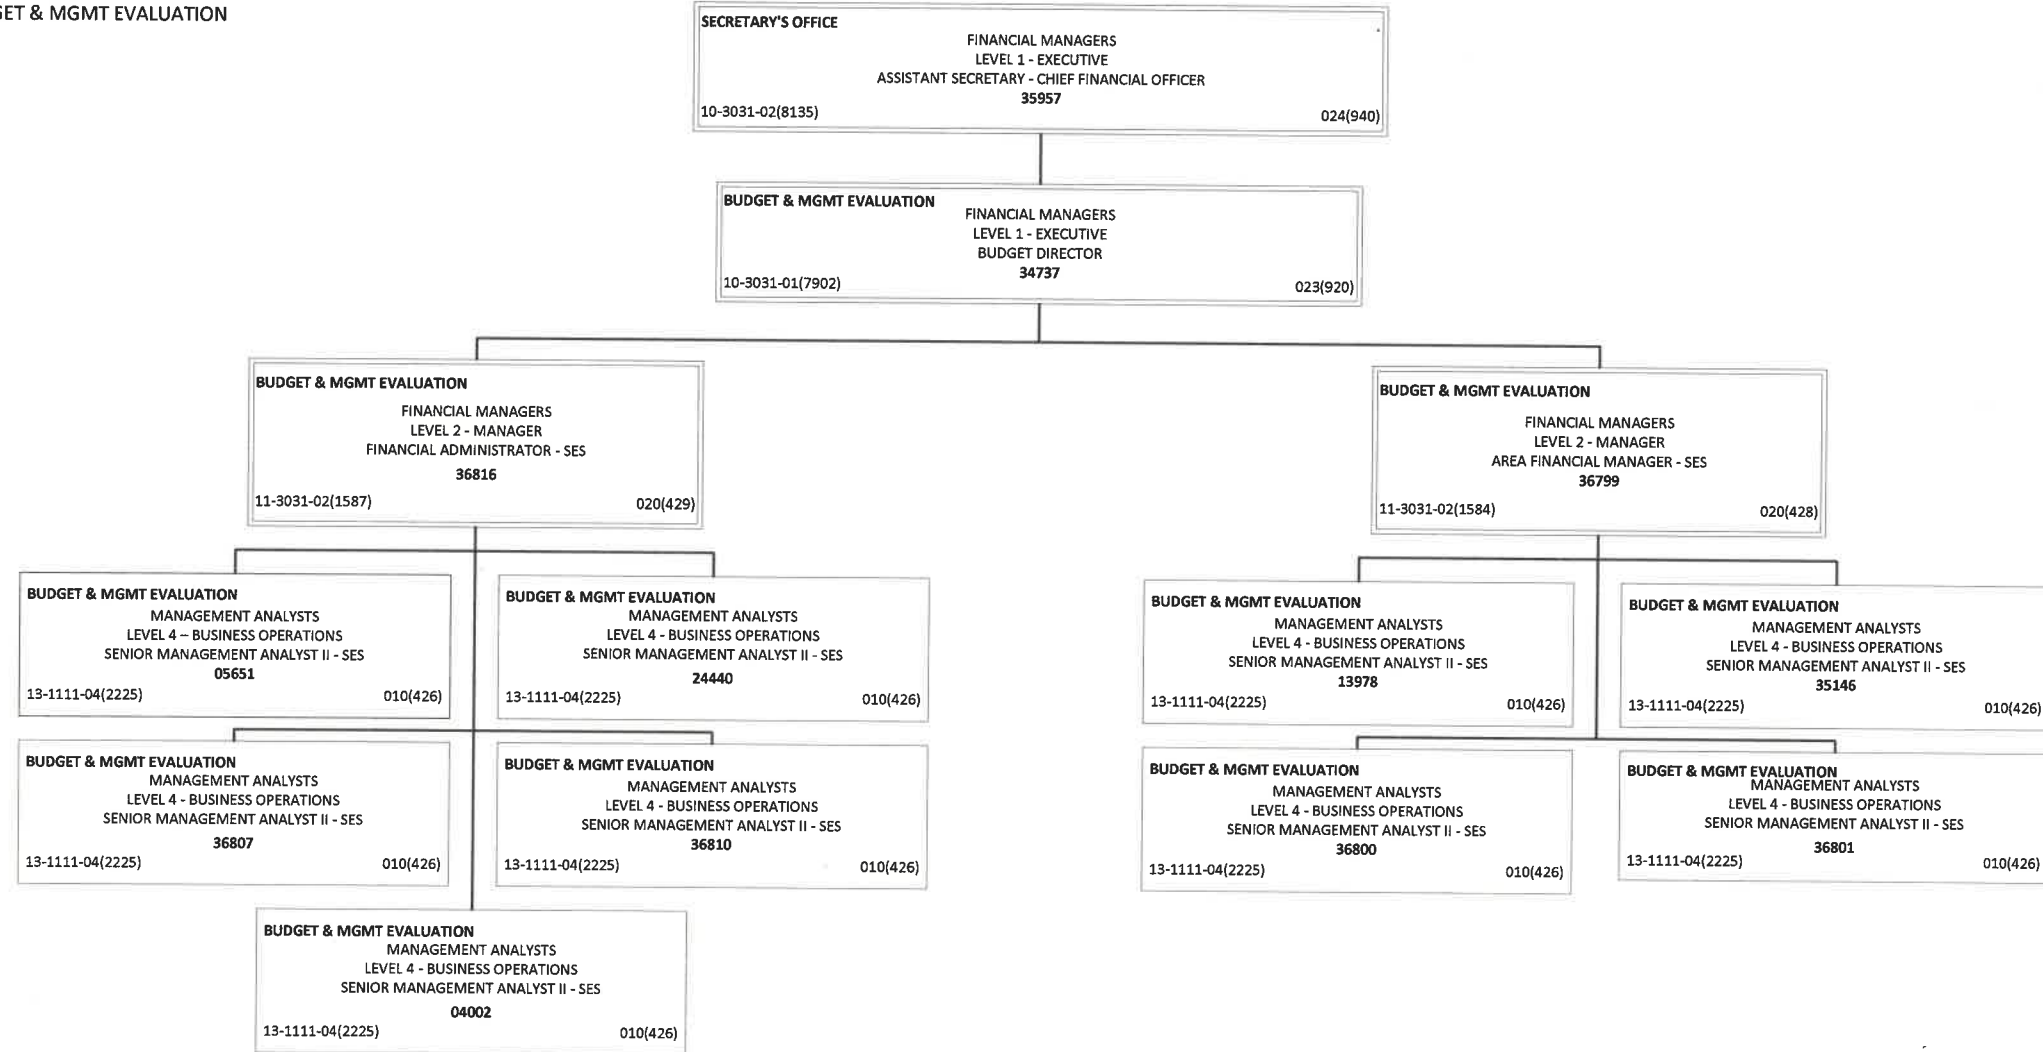 GET & MGMT EVALUATION
SECRETARY'S OFFICE
FINANCIAL MANAGERS
LEVEL 1 - EXECUTIVE
ASSISTANT SECRETARY - CHIEF FINANCIAL OFFICER
35957
10-3031-02(8135) 024(940)
BUDGET & MGMT EVALUATION
FINANCIAL MANAGERS
LEVEL 1 - EXECUTIVE
BUDGET DIRECTOR
34737
10-3031-01(7902) 023(920)
BUDGET & MGMT EVALUATION
FINANCIAL MANAGERS
LEVEL 2 - MANAGER
FINANCIAL ADMINISTRATOR - SES
36816
11-3031-02(1587) 020(429)
BUDGET & MGMT EVALUATION
FINANCIAL MANAGERS
LEVEL 2 - MANAGER
AREA FINANCIAL MANAGER - SES
36799
11-3031-02(1584) 020(428)
BUDGET & MGMT EVALUATION
MANAGEMENT ANALYSTS
LEVEL 4 – BUSINESS OPERATIONS
SENIOR MANAGEMENT ANALYST II - SES
05651
13-1111-04(2225) 010(426)
BUDGET & MGMT EVALUATION
MANAGEMENT ANALYSTS
LEVEL 4 - BUSINESS OPERATIONS
SENIOR MANAGEMENT ANALYST II - SES
24440
13-1111-04(2225) 010(426)
BUDGET & MGMT EVALUATION
MANAGEMENT ANALYSTS
LEVEL 4 - BUSINESS OPERATIONS
SENIOR MANAGEMENT ANALYST II - SES
13978
13-1111-04(2225) 010(426)
BUDGET & MGMT EVALUATION
MANAGEMENT ANALYSTS
LEVEL 4 - BUSINESS OPERATIONS
SENIOR MANAGEMENT ANALYST II - SES
35146
13-1111-04(2225) 010(426)
BUDGET & MGMT EVALUATION
MANAGEMENT ANALYSTS
LEVEL 4 - BUSINESS OPERATIONS
SENIOR MANAGEMENT ANALYST II - SES
36807
13-1111-04(2225) 010(426)
BUDGET & MGMT EVALUATION
MANAGEMENT ANALYSTS
LEVEL 4 - BUSINESS OPERATIONS
SENIOR MANAGEMENT ANALYST II - SES
36810
13-1111-04(2225) 010(426)
BUDGET & MGMT EVALUATION
MANAGEMENT ANALYSTS
LEVEL 4 - BUSINESS OPERATIONS
SENIOR MANAGEMENT ANALYST II - SES
36800
13-1111-04(2225) 010(426)
BUDGET & MGMT EVALUATION
MANAGEMENT ANALYSTS
LEVEL 4 - BUSINESS OPERATIONS
SENIOR MANAGEMENT ANALYST II - SES
36801
13-1111-04(2225) 010(426)
BUDGET & MGMT EVALUATION
MANAGEMENT ANALYSTS
LEVEL 4 - BUSINESS OPERATIONS
SENIOR MANAGEMENT ANALYST II - SES
04002
13-1111-04(2225) 010(426)